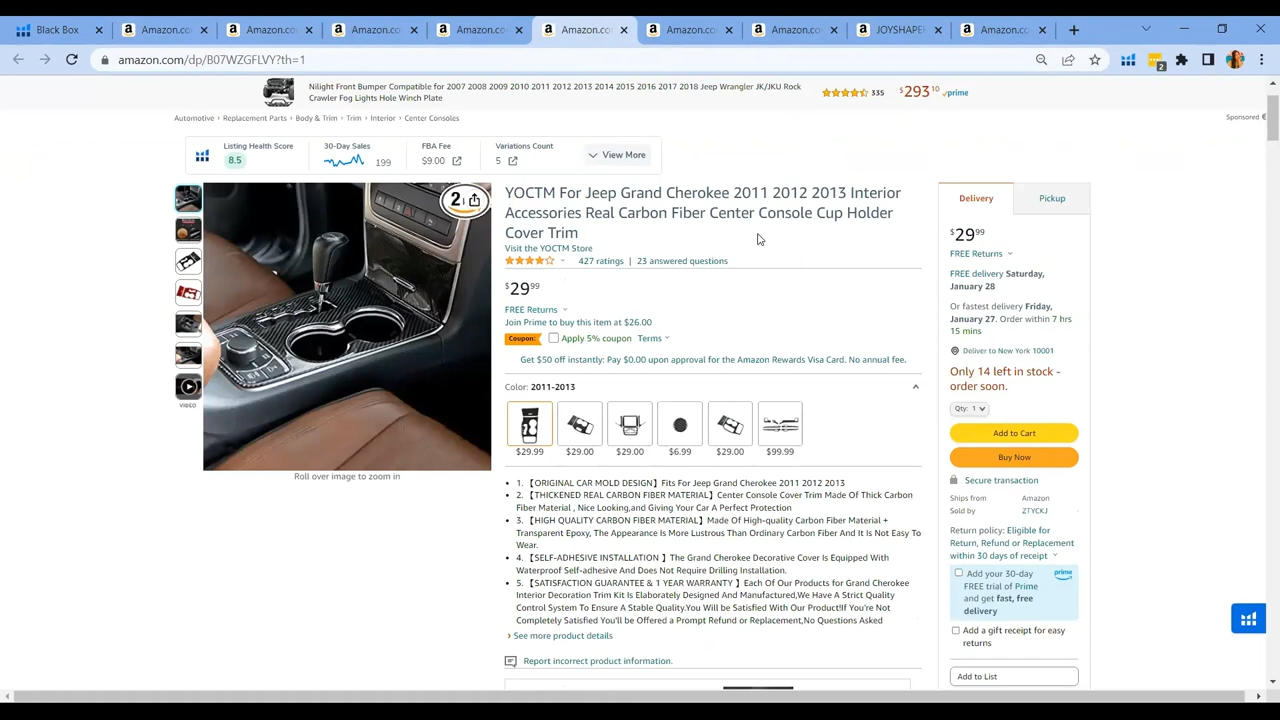 Black Box
Amazon.co
Amazon.co
Amazon.co
Amazon.co
Amazon.co
Amazon.co
Amazon.co
JOYSHAPE
Amazon.co
amazon.com/dp/B07WZGFLVY?th=1
2
Nilight Front Bumper Compatible for 2007 2008 2009 2010 2011 2012 2013 2014 2015 2016 2017 2018 Jeep Wrangler JK/JKU Rock
Crawler Fog Lights Hole Winch Plate
335
$293 10
prime
Automotive › Replacement Parts › Body & Trim › Trim › Interior › Center Consoles
Sponsored
Listing Health Score
8.5
30-Day Sales
199
FBA Fee
$9.00
Variations Count
5
View More
2
VIDEO
Roll over image to zoom in
YOCTM For Jeep Grand Cherokee 2011 2012 2013 Interior
Accessories Real Carbon Fiber Center Console Cup Holder
Cover Trim
Visit the YOCTM Store
427 ratings | 23 answered questions
$29 99
FREE Returns
Join Prime to buy this item at $26.00
Coupon: Apply 5% coupon Terms
Get $50 off instantly: Pay $0.00 upon approval for the Amazon Rewards Visa Card. No annual fee.
Color: 2011-2013
$29.99 $29.00 $29.00 $6.99 $29.00 $99.99
1. 【ORIGINAL CAR MOLD DESIGN】Fits For Jeep Grand Cherokee 2011 2012 2013
2. 【THICKENED REAL CARBON FIBER MATERIAL】Center Console Cover Trim Made Of Thick Carbon
Fiber Material , Nice Looking,and Giving Your Car A Perfect Protection
3. 【HIGH QUALITY CARBON FIBER MATERIAL】Made Of High-quality Carbon Fiber Material +
Transparent Epoxy, The Appearance Is More Lustrous Than Ordinary Carbon Fiber And It Is Not Easy To
Wear.
4. 【SELF-ADHESIVE INSTALLATION 】The Grand Cherokee Decorative Cover Is Equipped With
Waterproof Self-adhesive And Does Not Require Drilling Installation.
5. 【SATISFACTION GUARANTEE & 1 YEAR WARRANTY 】Each Of Our Products for Grand Cherokee
Interior Decoration Trim Kit Is Elaborately Designed And Manufactured,We Have A Strict Quality
Control System To Ensure A Stable Quality.You Will be Satisfied With Our Product!If You're Not
Completely Satisfied You'll be Offered a Prompt Refund or Replacement,No Questions Asked
› See more product details
Report incorrect product information.
Delivery
Pickup
$29 99
FREE Returns
FREE delivery Saturday,
January 28
Or fastest delivery Friday,
January 27. Order within 7 hrs
15 mins
Deliver to New York 10001
Only 14 left in stock -
order soon.
Qty: 1
Add to Cart
Buy Now
Secure transaction
Ships from Amazon
Sold by ZTYCKJ
Return policy: Eligible for
Return, Refund or Replacement
within 30 days of receipt
Add your 30-day
FREE trial of Prime
and get fast, free
delivery
prime
Add a gift receipt for easy
returns
Add to List